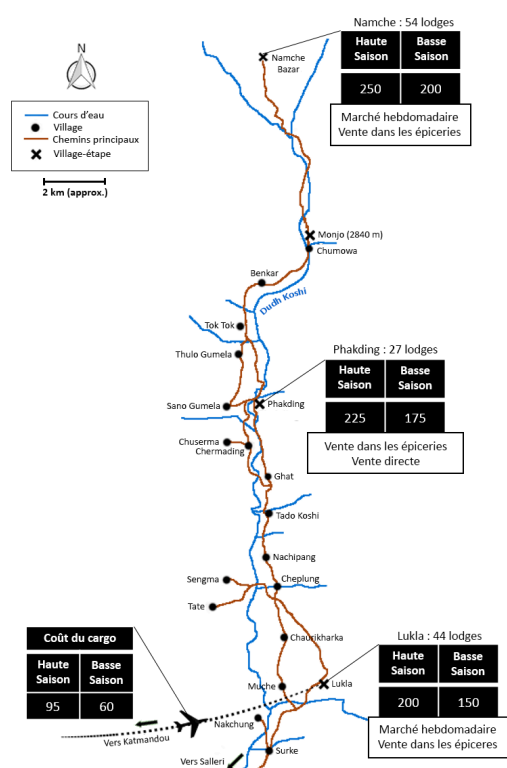 Namche : 54 lodges
Haute Saison
Basse Saison
250
200
Marché hebdomadaire
Vente dans les épiceries
N
Namche
Bazar
Cours d'eau
Village
Chemins principaux
Village-étape
2 km (approx.)
Monjo (2840 m)
Chumowa
Benkar
Dudh Koshi
Tok Tok
Thulo Gumela
Phakding : 27 lodges
Haute Saison
Basse Saison
225
175
Vente dans les épiceries
Vente directe
Sano Gumela
Phakding
Chuserma
Chermading
Ghat
Tado Koshi
Nachipang
Sengma
Cheplung
Tate
Chaurikharka
Coût du cargo
Haute Saison
Basse Saison
95
60
Lukla : 44 lodges
Haute Saison
Basse Saison
200
150
Marché hebdomadaire
Vente dans les épiceres
Muche
Lukla
Nakchung
Vers Katmandou
Surke
Vers Salleri